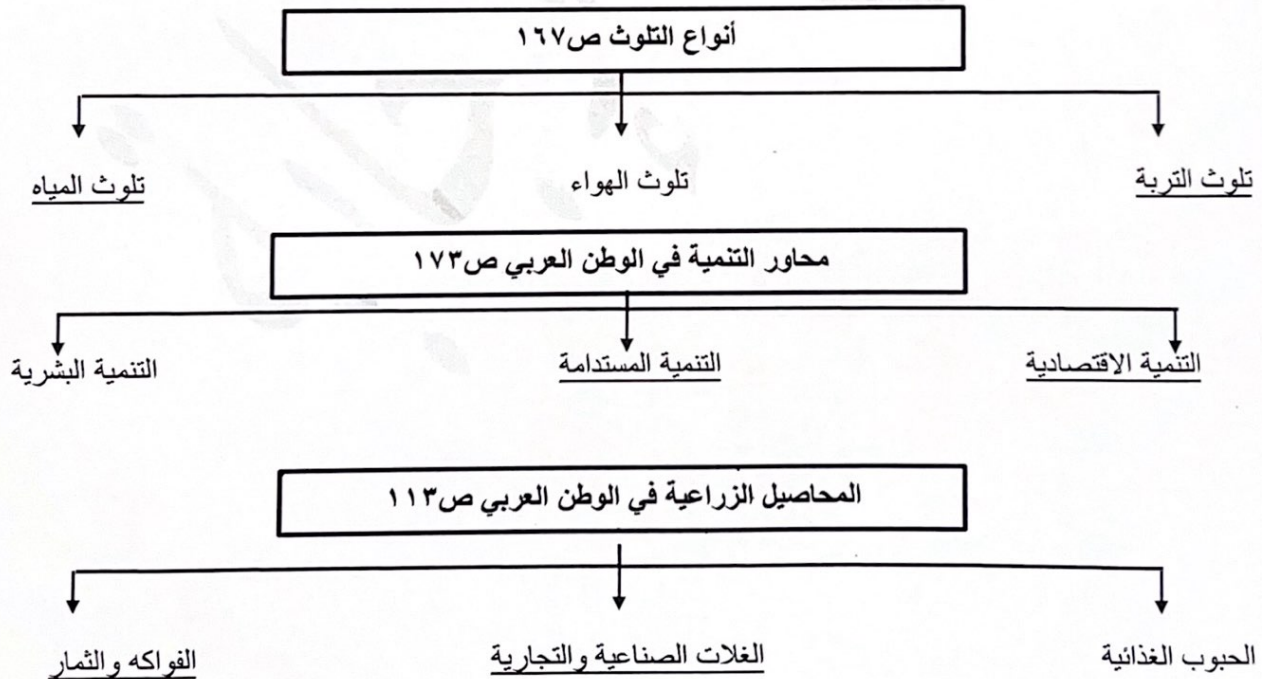 أنواع التلوث ص١٦٧
تلوث التربة
تلوث الهواء
تلوث المياه
محاور التنمية في الوطن العربي ص١٧٣
التنمية الاقتصادية
التنمية المستدامة
التنمية البشرية
المحاصيل الزراعية في الوطن العربي ص١١٣
الحبوب الغذائية
الغلات الصناعية والتجارية
الفواكه والثمار